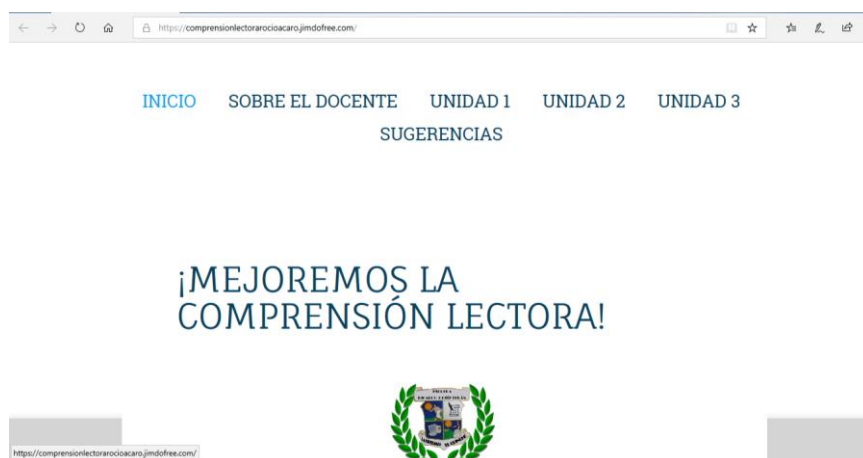 https://comprensionlectorarocioacaro.jimdofree.com/
INICIO SOBRE EL DOCENTE UNIDAD 1 UNIDAD 2 UNIDAD 3
SUGERENCIAS
¡MEJOREMOS LA
COMPRENSIÓN LECTORA!
https://comprensionlectorarocioacaro.jimdofree.com/